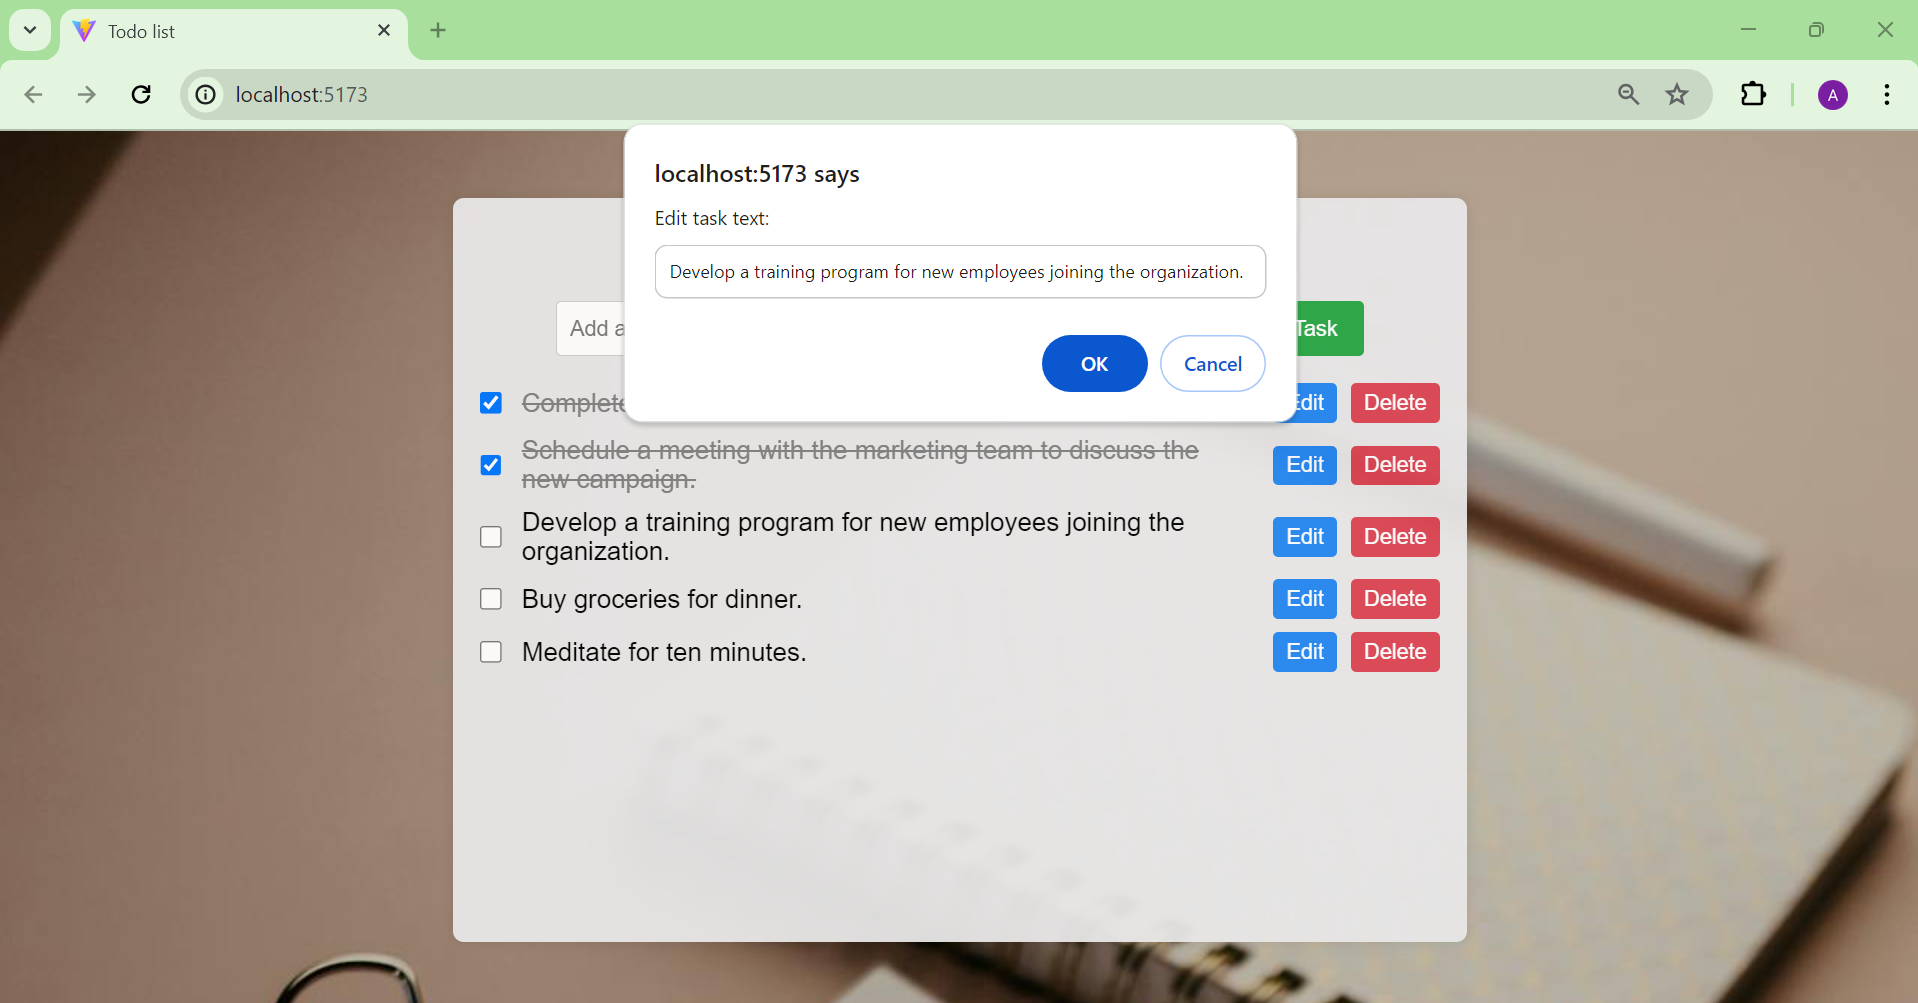 Todo list
localhost:5173
A
localhost:5173 says
Edit task text:
Develop a training program for new employees joining the organization.
OK Cancel
Add a Task
Complete Edit Delete
Schedule a meeting with the marketing team to discuss the
new campaign. Edit Delete
Develop a training program for new employees joining the
organization. Edit Delete
Buy groceries for dinner. Edit Delete
Meditate for ten minutes. Edit Delete